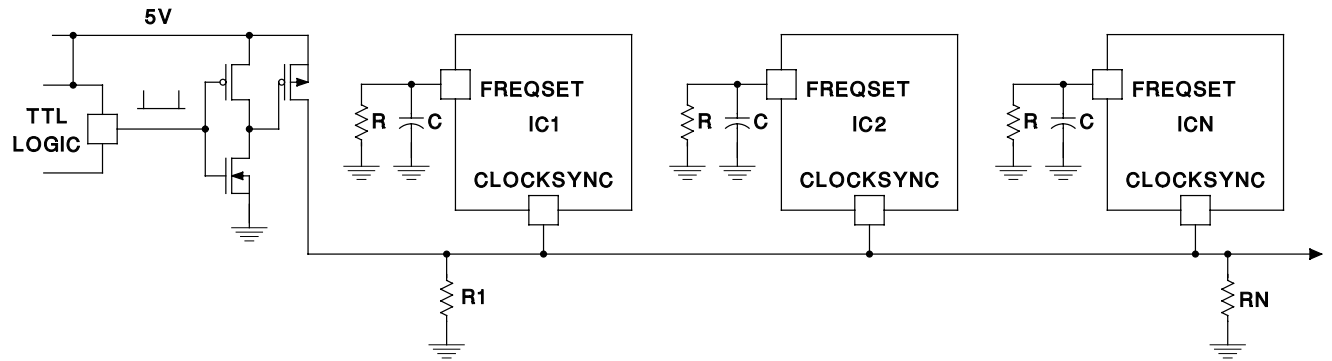 5V
TTL
LOGIC
R
C
FREQSET
IC1
CLOCKSYNC
R
C
FREQSET
IC2
CLOCKSYNC
R
C
FREQSET
ICN
CLOCKSYNC
R1
RN